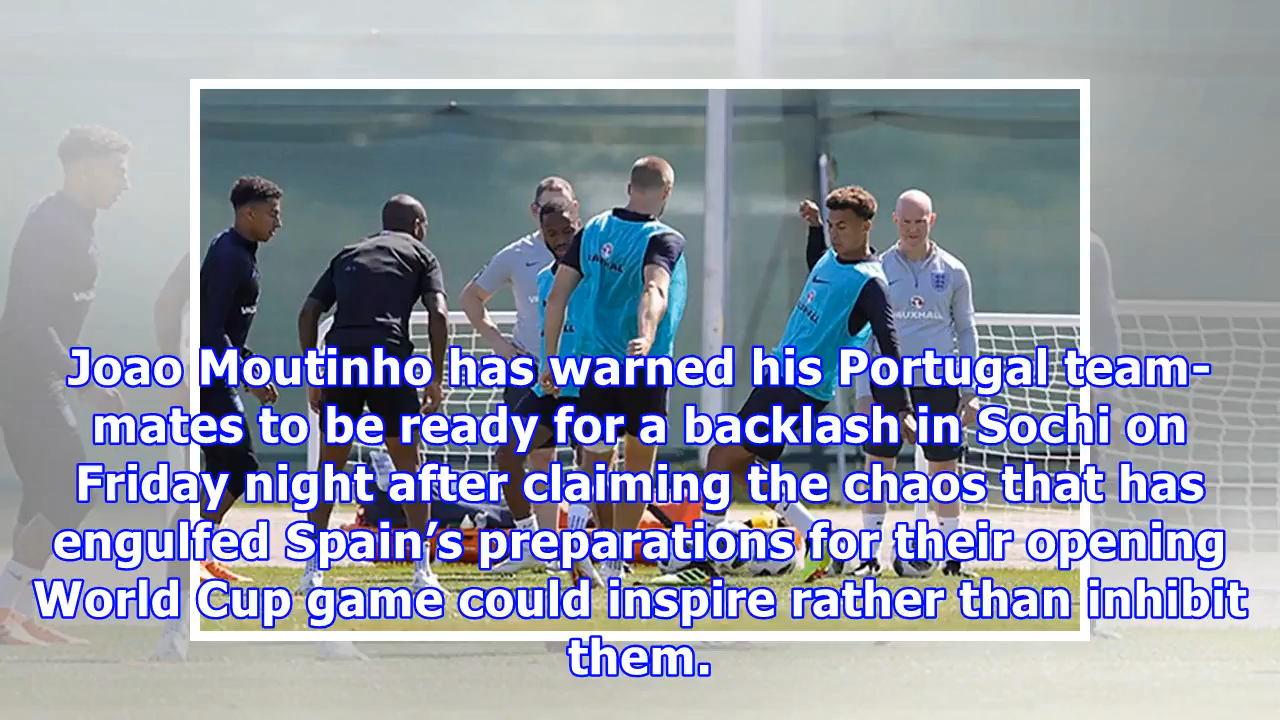 VAUXHALL
Joao Moutinho has warned his Portugal team-
mates to be ready for a backlash in Sochi on
Friday night after claiming the chaos that has
engulfed Spain’s preparations for their opening
World Cup game could inspire rather than inhibit
them.